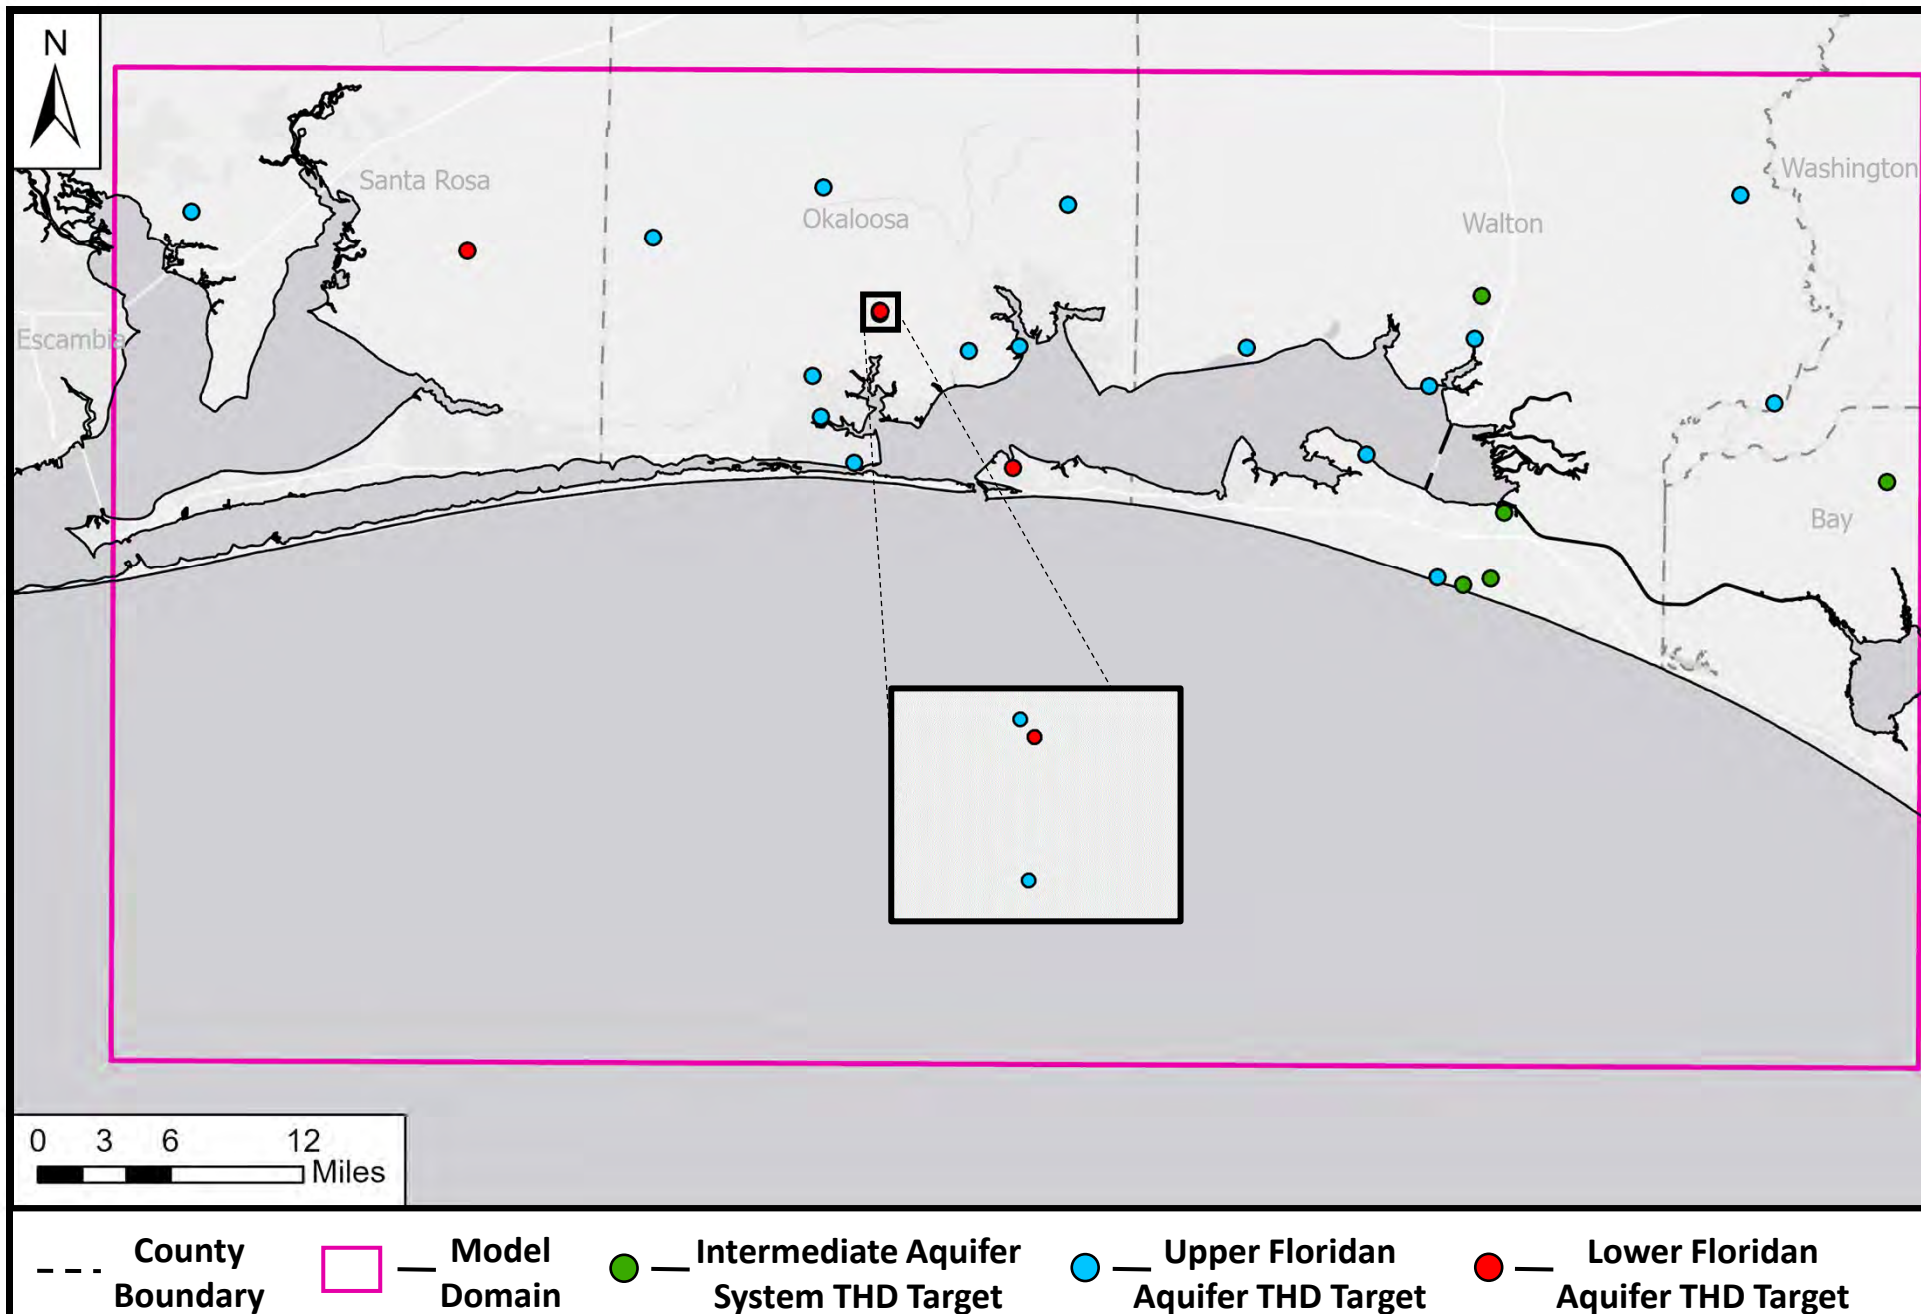 N
Santa Rosa
Okaloosa
Walton
Washington
Escambia
Bay
0 3 6 12
Miles
County
Boundary
Model
Domain
Intermediate Aquifer
System THD Target
Upper Floridan
Aquifer THD Target
Lower Floridan
Aquifer THD Target